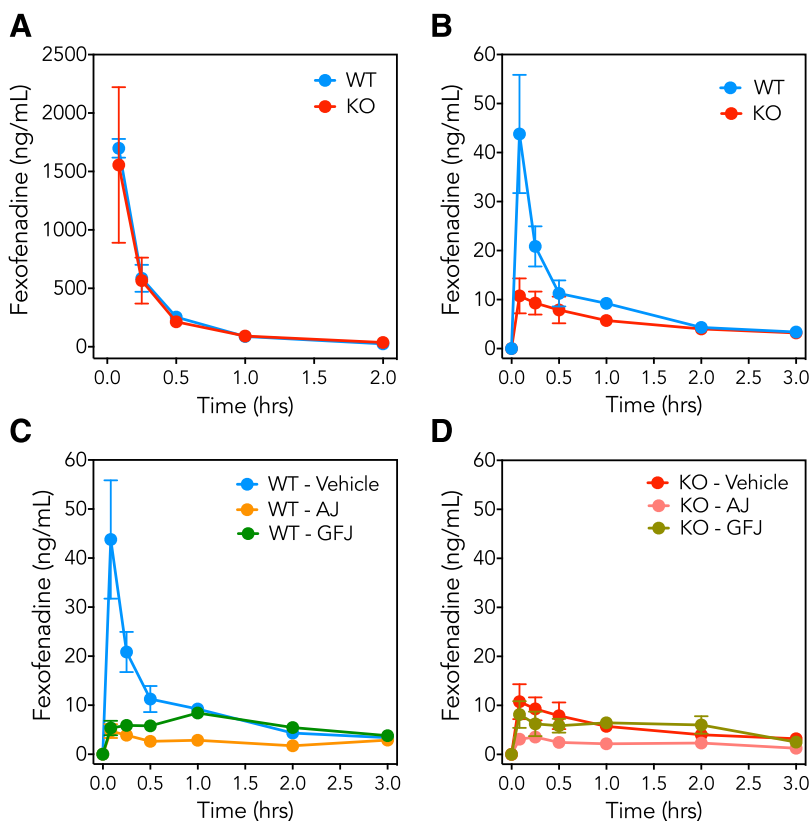 A
Fexofenadine (ng/mL)
2500
2000
1500
1000
500
0
WT
KO
0.0 0.5 1.0 1.5 2.0
Time (hrs)
B
Fexofenadine (ng/mL)
60
50
40
30
20
10
0
WT
KO
0.0 0.5 1.0 1.5 2.0 2.5 3.0
Time (hrs)
C
Fexofenadine (ng/mL)
60
50
40
30
20
10
0
WT - Vehicle
WT - AJ
WT - GFJ
0.0 0.5 1.0 1.5 2.0 2.5 3.0
Time (hrs)
D
Fexofenadine (ng/mL)
60
50
40
30
20
10
0
KO - Vehicle
KO - AJ
KO - GFJ
0.0 0.5 1.0 1.5 2.0 2.5 3.0
Time (hrs)